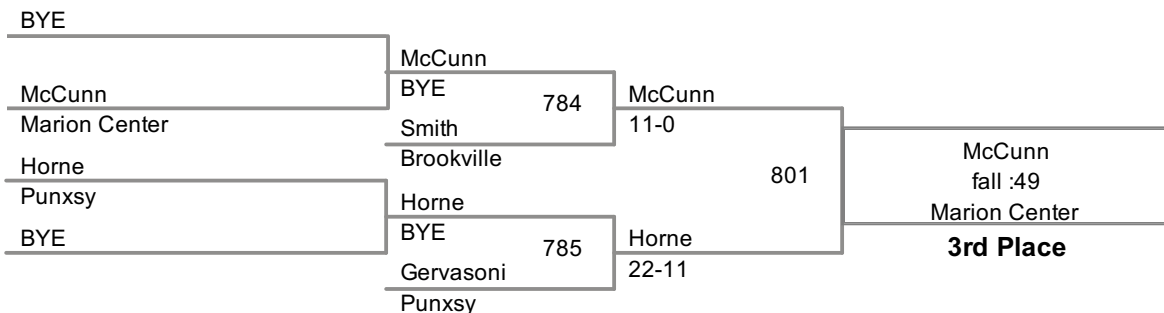 BYE
McCunn
Marion Center
Horne
Punxsy
BYE
McCunn
BYE
784
Smith
Brookville
Horne
BYE
785
Gervasoni
Punxsy
McCunn
11-0
801
Horne
22-11
McCunn
fall :49
Marion Center
3rd Place